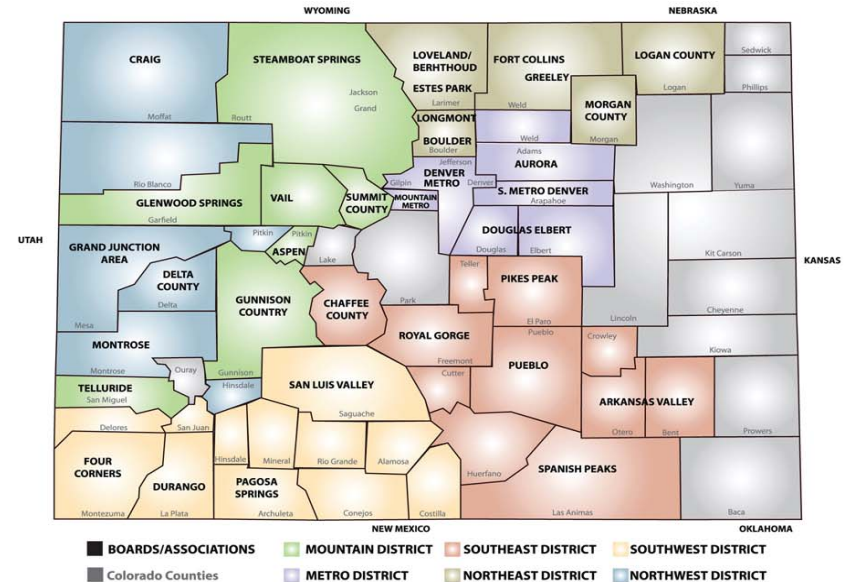 WYOMING
NEBRASKA
CRAIG
STEAMBOAT SPRINGS
LOVELAND/
BERHTHOUD
ESTES PARK
FORT COLLINS
GREELEY
LOGAN COUNTY
Sedwick
Phillips
Jackson
Grand
Larimer
Weld
Logan
MORGAN
COUNTY
Moffat
Routt
LONGMONT
BOULDER
Boulder
Weld
Morgan
Rio Blanco
Jefferson
Adams
AURORA
Gilpin
DENVER
METRO
Denver
Washington
Yuma
GLENWOOD SPRINGS
Garfield
VAIL
SUMMIT
COUNTY
MOUNTAIN
METRO
S. METRO DENVER
Arapahoe
UTAH
GRAND JUNCTION
AREA
Pitkin
Pitkin
ASPEN
Lake
DOUGLAS ELBERT
Douglas
Elbert
Kit Carson
KANSAS
DELTA
COUNTY
Delta
Mesa
GUNNISON
COUNTRY
CHAFFEE
COUNTY
Park
Teller
PIKES PEAK
El Paro
Lincoln
Cheyenne
MONTROSE
Montrose
Ouray
Gunnison
ROYAL GORGE
Freemont
Pueblo
PUEBLO
Crowley
Kiowa
TELLURIDE
San Miguel
Hinsdale
SAN LUIS VALLEY
Saguache
Cutter
ARKANSAS VALLEY
Otero
Bent
Prowers
Delores
San Juan
FOUR
CORNERS
Montezuma
DURANGO
La Plata
Hinsdale
Mineral
Rio Grande
Alamosa
PAGOSA
SPRINGS
Archuleta
Conejos
Costilla
Huerfano
SPANISH PEAKS
Las Animas
Baca
NEW MEXICO
OKLAHOMA
BOARDS/ASSOCIATIONS
MOUNTAIN DISTRICT
SOUTHEAST DISTRICT
SOUTHWEST DISTRICT
Colorado Counties
METRO DISTRICT
NORTHEAST DISTRICT
NORTHWEST DISTRICT